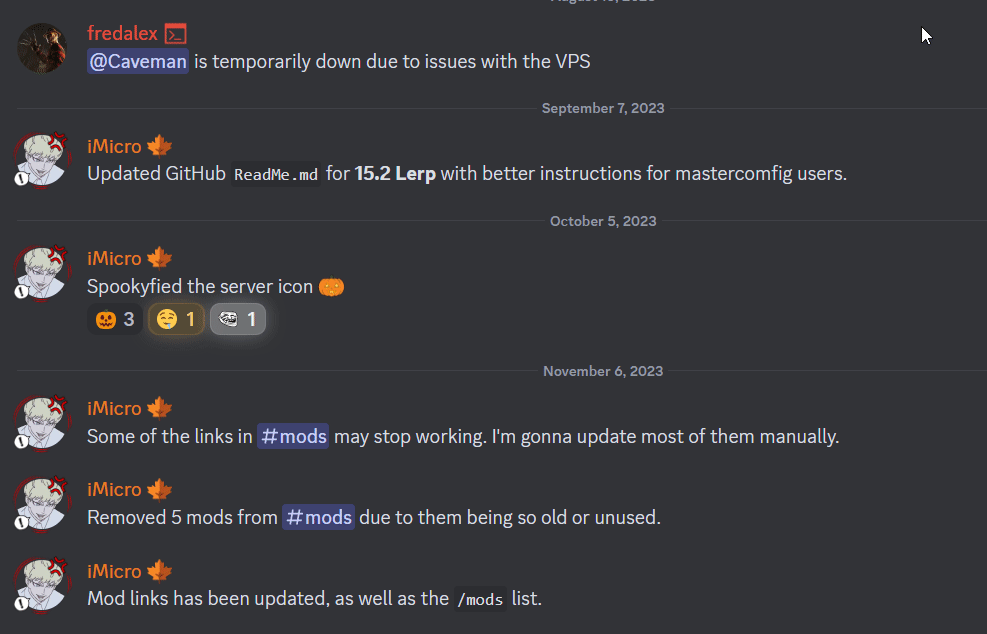 fredalex
@Caveman is temporarily down due to issues with the VPS
September 7, 2023
iMicro
Updated GitHub ReadMe.md for 15.2 Lerp with better instructions for mastercomfig users.
October 5, 2023
iMicro
Spookyfied the server icon 🎃
🎃 3 😌 1 1
November 6, 2023
iMicro
Some of the links in #mods may stop working. I'm gonna update most of them manually.
iMicro
Removed 5 mods from #mods due to them being so old or unused.
iMicro
Mod links has been updated, as well as the /mods list.